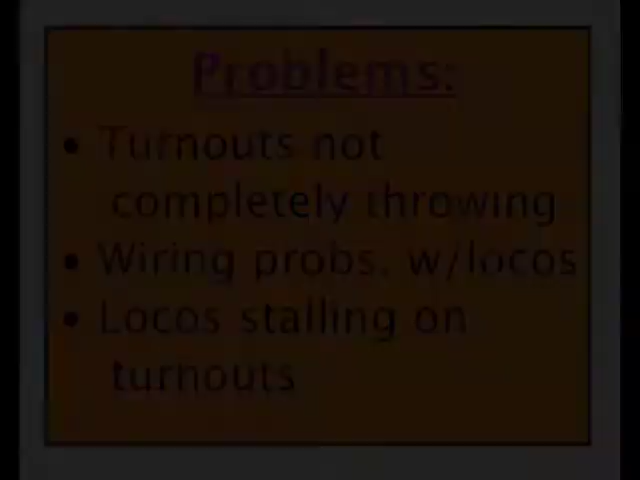 Problems:
• Turnouts not
completely throwing
• Wiring probs. w/locos
• Locos stalling on
turnouts